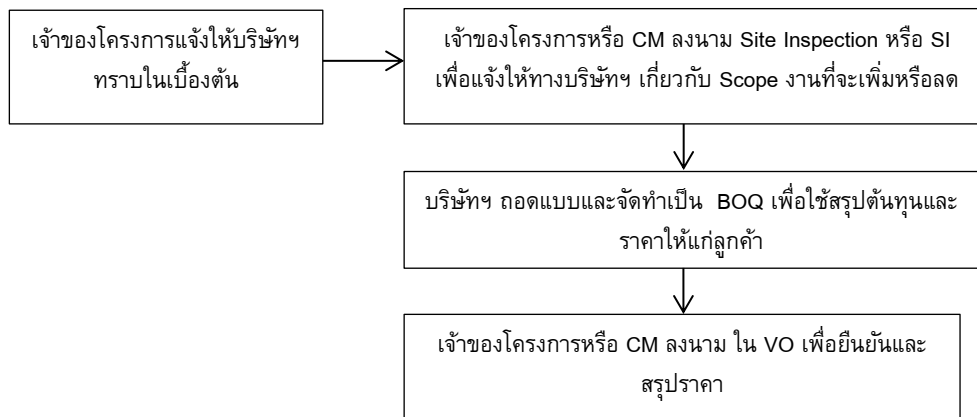 เจ้าของโครงการแจ้งให้บริษัทฯ
ทราบในเบื้องต้น
เจ้าของโครงการหรือ CM ลงนาม Site Inspection หรือ SI
เพื่อแจ้งให้ทางบริษัทฯ เกี่ยวกับ Scope งานที่จะเพิ่มหรือลด
บริษัทฯ ถอดแบบและจัดทำเป็น BOQ เพื่อใช้สรุปต้นทุนและ
ราคาให้แก่ลูกค้า
เจ้าของโครงการหรือ CM ลงนาม ใน VO เพื่อยืนยันและ
สรุปราคา